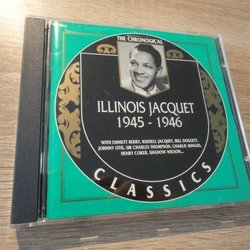 THE CHRONOGICAL
ILLINOIS JACQUET
1945 - 1946
WITH EMMETT BERRY, RUSSELL JACQUET, BILL DOGGETT,
JOHNNY OTIS, SIR CHARLES THOMPSON, CHARLIE MINGUS,
HENRY COKER, SHADOW WILSON...
CLASSICS